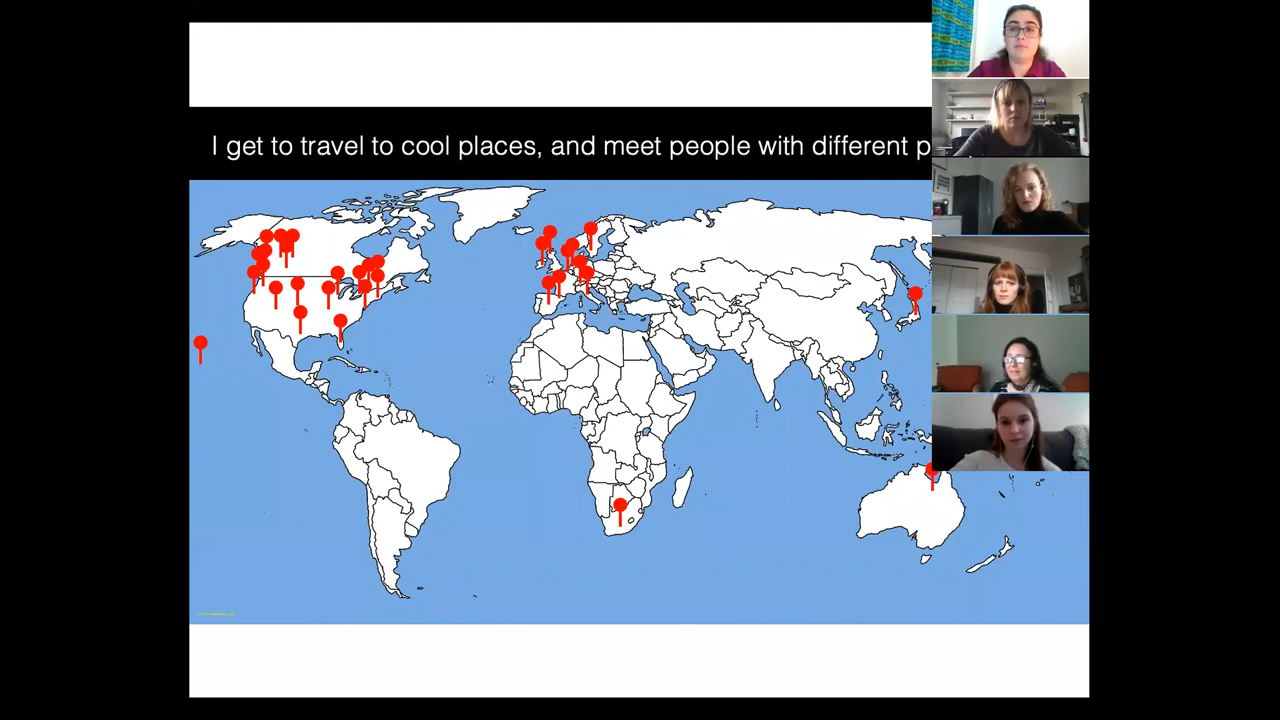 I get to travel to cool places, and meet people with different p